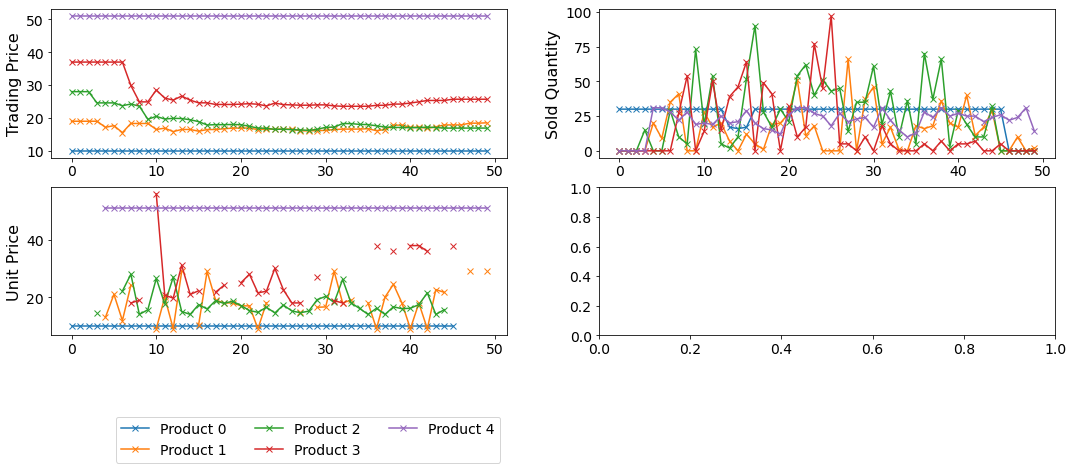 Trading Price
50
40
30
20
10
0 10 20 30 40 50
Sold Quantity
100
75
50
25
0
0 10 20 30 40 50
Unit Price
40
20
0 10 20 30 40 50
1.0
0.8
0.6
0.4
0.2
0.0
0.0 0.2 0.4 0.6 0.8 1.0
Product 0 Product 2 Product 4
Product 1 Product 3